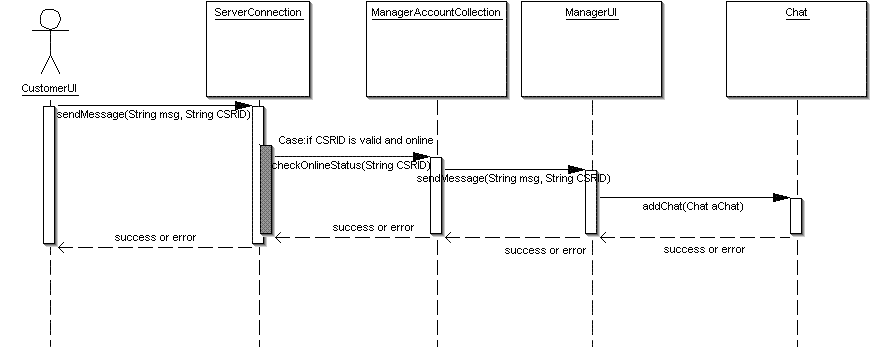 ServerConnection
ManagerAccountCollection
ManagerUI
Chat
CustomerUI
sendMessage(String msg, String CSRID)
Case:if CSRID is valid and online
checkOnlineStatus(String CSRID)
sendMessage(String msg, String CSRID)
addChat(Chat aChat)
success or error
success or error
success or error
success or error